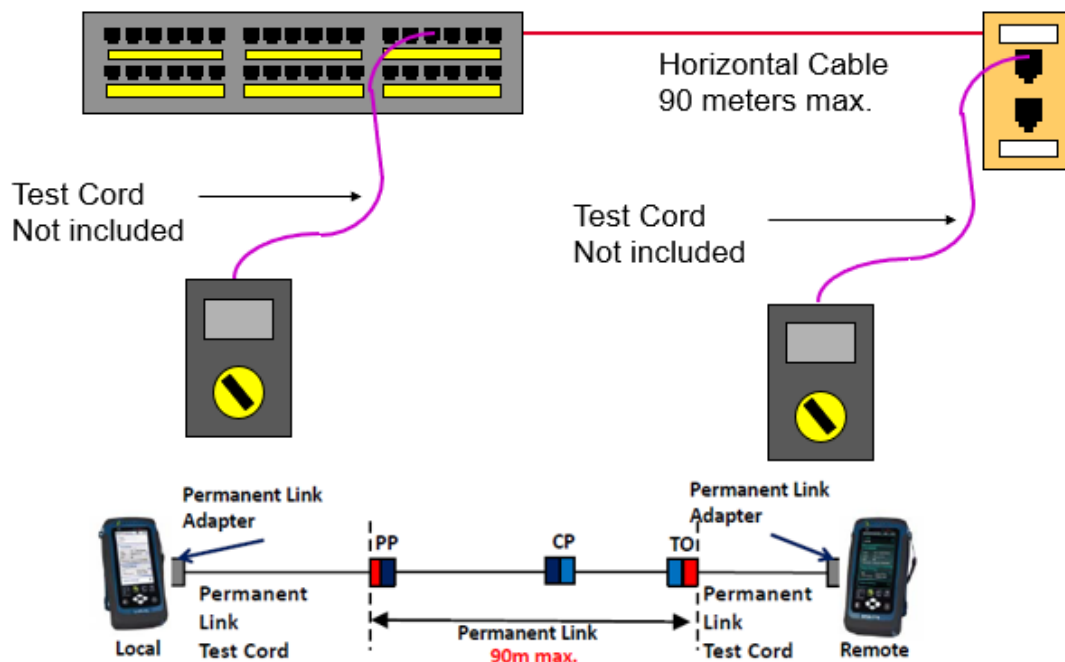 Horizontal Cable
90 meters max.
Test Cord
Not included
Test Cord
Not included
Permanent Link
Adapter
Permanent Link
Adapter
PP
CP
TO
Permanent
Link
Test Cord
Permanent Link
90m max.
Permanent
Link
Test Cord
Local
Remote